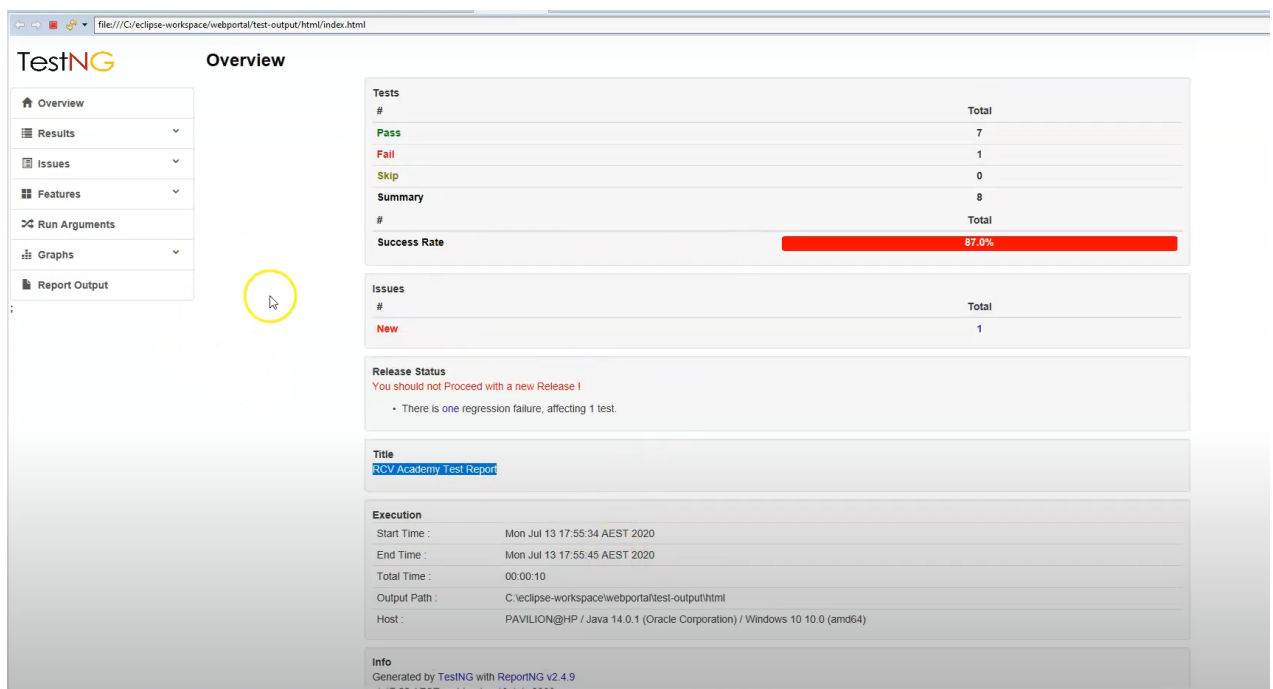 file:///C:/eclipse-workspace/webportal/test-output/html/index.html
TestNG
Overview
Overview
Results
Issues
Features
Run Arguments
Graphs
Report Output
;
Tests
# Total
Pass 7
Fail 1
Skip 0
Summary 8
# Total
Success Rate 87.0%
Issues
# Total
New 1
Release Status
You should not Proceed with a new Release !
• There is one regression failure, affecting 1 test.
Title
RCV Academy Test Report
Execution
Start Time : Mon Jul 13 17:55:34 AEST 2020
End Time : Mon Jul 13 17:55:45 AEST 2020
Total Time : 00:00:10
Output Path : C:\eclipse-workspace\webportal\test-output\html
Host : PAVILION@HP / Java 14.0.1 (Oracle Corporation) / Windows 10 10.0 (amd64)
Info
Generated by TestNG with ReportNG v2.4.9